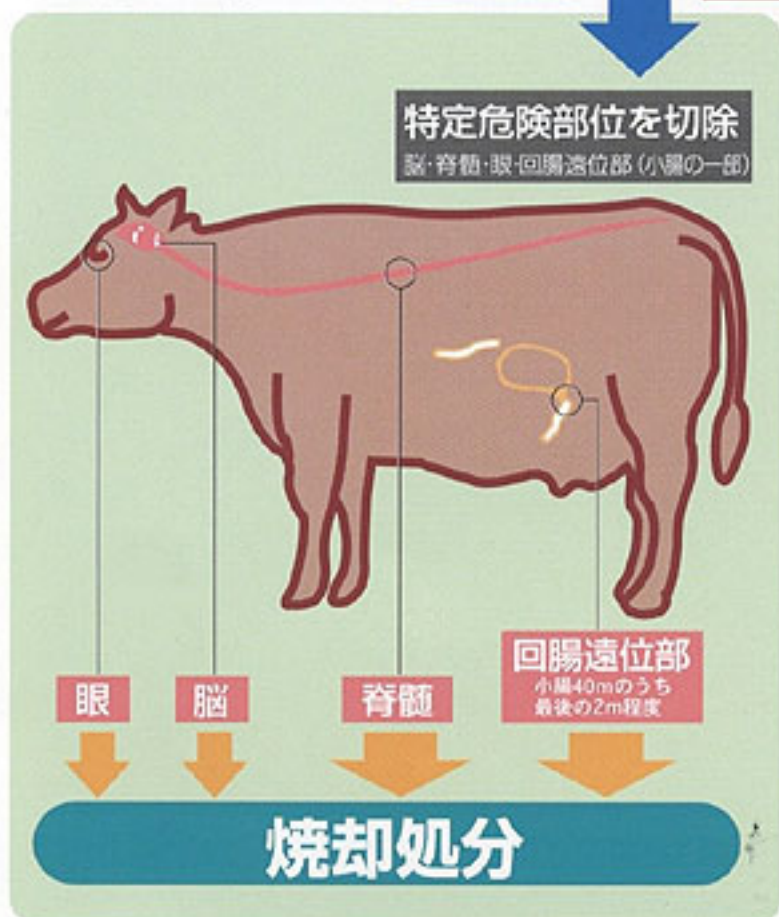 特定危険部位を切除
脳・脊髄・眼・回腸遠位部(小腸の一部)
眼
脳
脊髄
回腸遠位部
小腸40mのうち
最後の2m程度
焼却処分